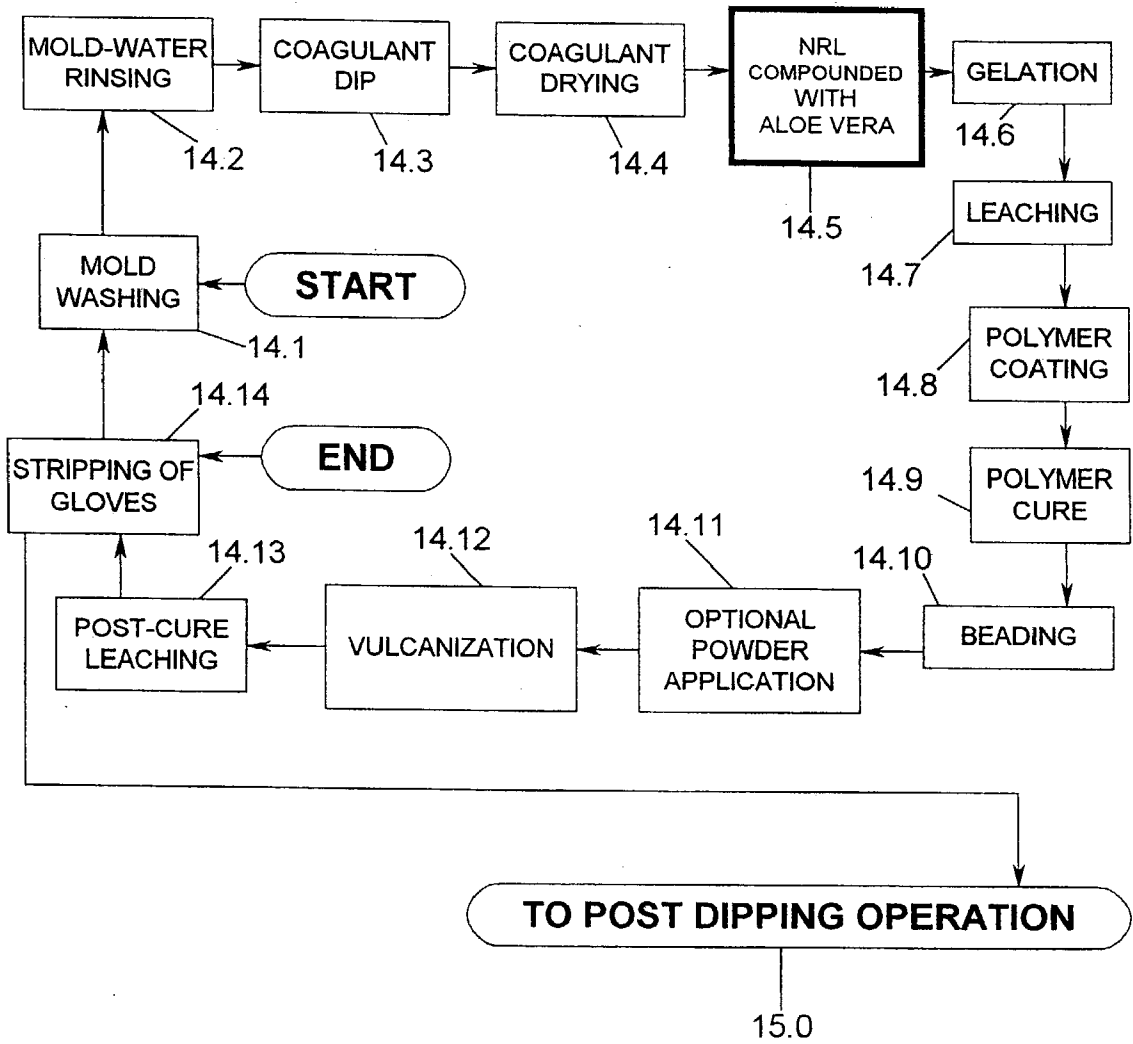 MOLD-WATER
RINSING
14.2
COAGULANT
DIP
14.3
COAGULANT
DRYING
14.4
NRL
COMPOUNDED
WITH
ALOE VERA
14.5
GELATION
14.6
LEACHING
14.7
MOLD
WASHING
14.1
START
POLYMER
COATING
14.8
14.14
STRIPPING OF
GLOVES
END
POLYMER
CURE
14.9
14.10
BEADING
14.11
OPTIONAL
POWDER
APPLICATION
14.12
VULCANIZATION
14.13
POST-CURE
LEACHING
TO POST DIPPING OPERATION
15.0